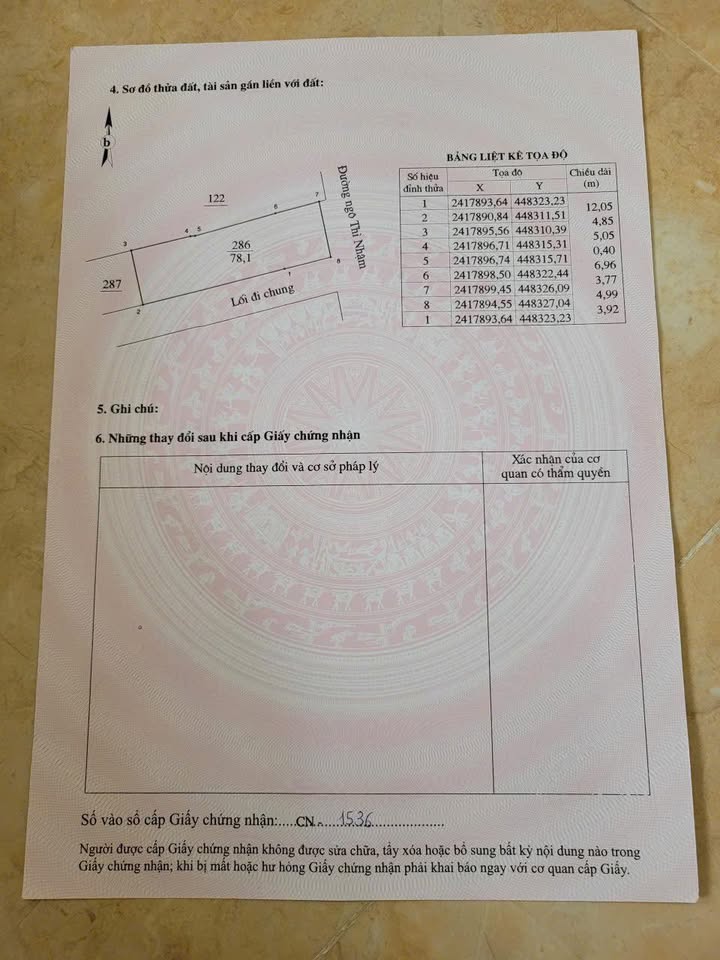 4. Sơ đồ thửa đất, tài sản gắn liền với đất:
b
122
286
78,1
287
1
2
3
4
5
6
7
8
Đường ngô Thì Nhậm
Lối đi chung
BẢNG LIỆT KÊ TỌA ĐỘ
Số hiệu đỉnh thửa Tọa độ Chiều dài (m)
X Y
1 2417893,64 448323,23
12,05
2 2417890,84 448311,51
4,85
3 2417895,56 448310,39
5,05
4 2417896,71 448315,31
0,40
5 2417896,74 448315,71
6,96
6 2417898,50 448322,44
3,77
7 2417899,45 448326,09
4,99
8 2417894,55 448327,04
3,92
1 2417893,64 448323,23
5. Ghi chú:
6. Những thay đổi sau khi cấp Giấy chứng nhận
Nội dung thay đổi và cơ sở pháp lý
Xác nhận của cơ
quan có thẩm quyền
Số vào sổ cấp Giấy chứng nhận:.....CN - 1536..................
Người được cấp Giấy chứng nhận không được sửa chữa, tẩy xóa hoặc bổ sung bất kỳ nội dung nào trong
Giấy chứng nhận; khi bị mất hoặc hư hỏng Giấy chứng nhận phải khai báo ngay với cơ quan cấp Giấy.